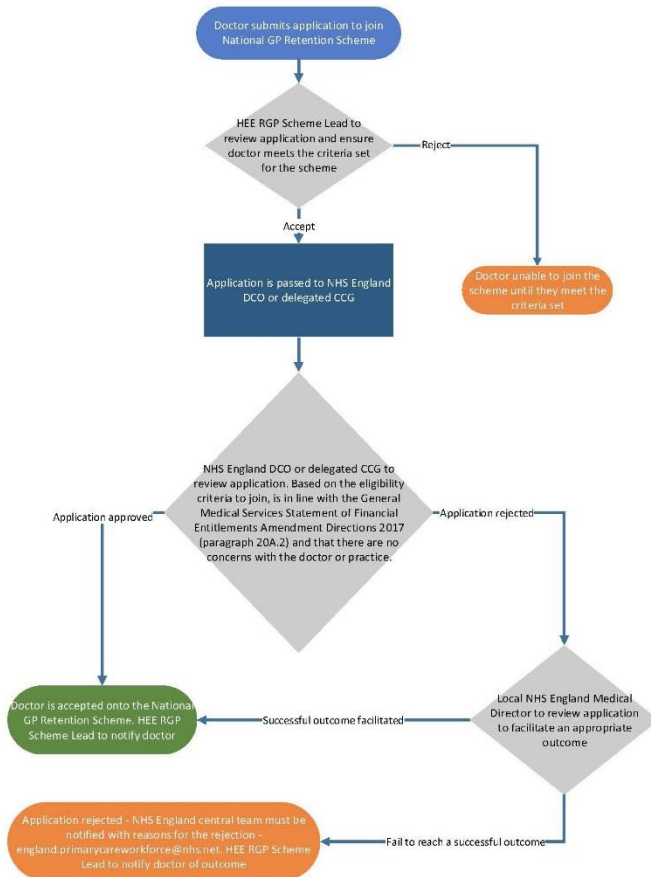 Doctor submits application to join
National GP Retention Scheme
HEE RGP Scheme Lead to
review application and ensure
doctor meets the criteria set
for the scheme
Reject
Accept
Application is passed to NHS England
DCO or delegated CCG
Doctor unable to join the
scheme until they meet the
criteria set
NHS England DCO or delegated CCG to
review application. Based on the eligibility
criteria to join, is in line with the General
Medical Services Statement of Financial
Entitlements Amendment Directions 2017
(paragraph 20A.2) and that there are no
concerns with the doctor or practice.
Application approved
Application rejected
Local NHS England Medical
Director to review application
to facilitate an appropriate
outcome
Doctor is accepted onto the National
GP Retention Scheme. HEE RGP
Scheme Lead to notify doctor
Successful outcome facilitated
Application rejected - NHS England central team must be
notified with reasons for the rejection -
england.primarycareworkforce@nhs.net. HEE RGP Scheme
Lead to notify doctor of outcome
Fail to reach a successful outcome